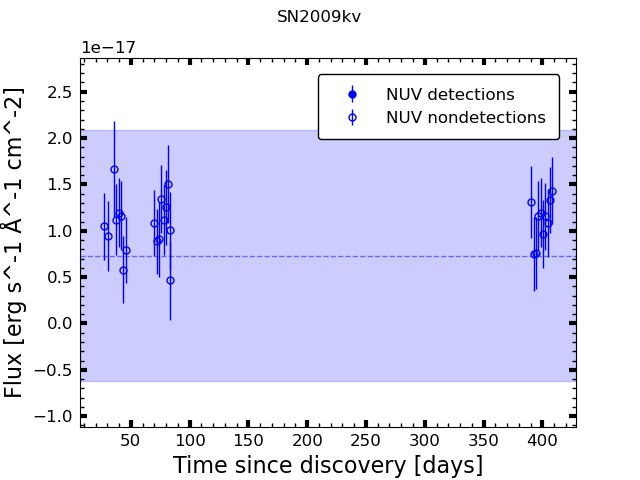 SN2009kv
1e−17
NUV detections
NUV nondetections
2.5
2.0
1.5
1.0
0.5
0.0
−0.5
−1.0
Flux [erg s^-1 Å^-1 cm^-2]
50 100 150 200 250 300 350 400
Time since discovery [days]